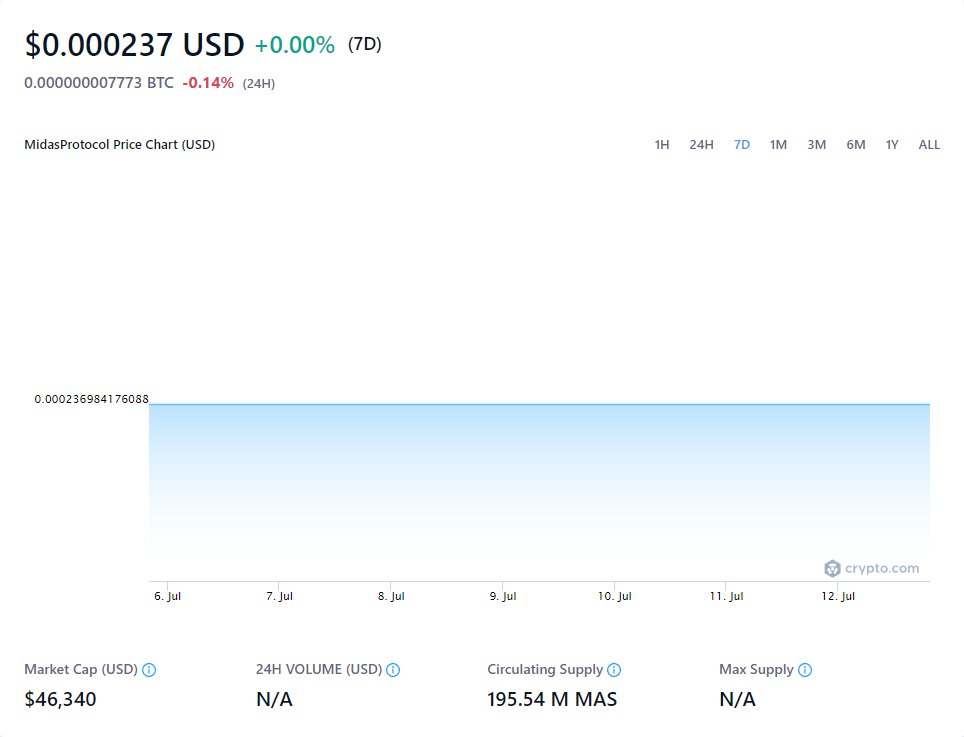 $0.000237 USD +0.00% (7D)
0.000000007773 BTC -0.14% (24H)
MidasProtocol Price Chart (USD) 1H 24H 7D 1M 3M 6M 1Y ALL
0.000236984176088
crypto.com
6. Jul 7. Jul 8. Jul 9. Jul 10. Jul 11. Jul 12. Jul
Market Cap (USD) 24H VOLUME (USD) Circulating Supply Max Supply
$46,340 N/A 195.54 M MAS N/A